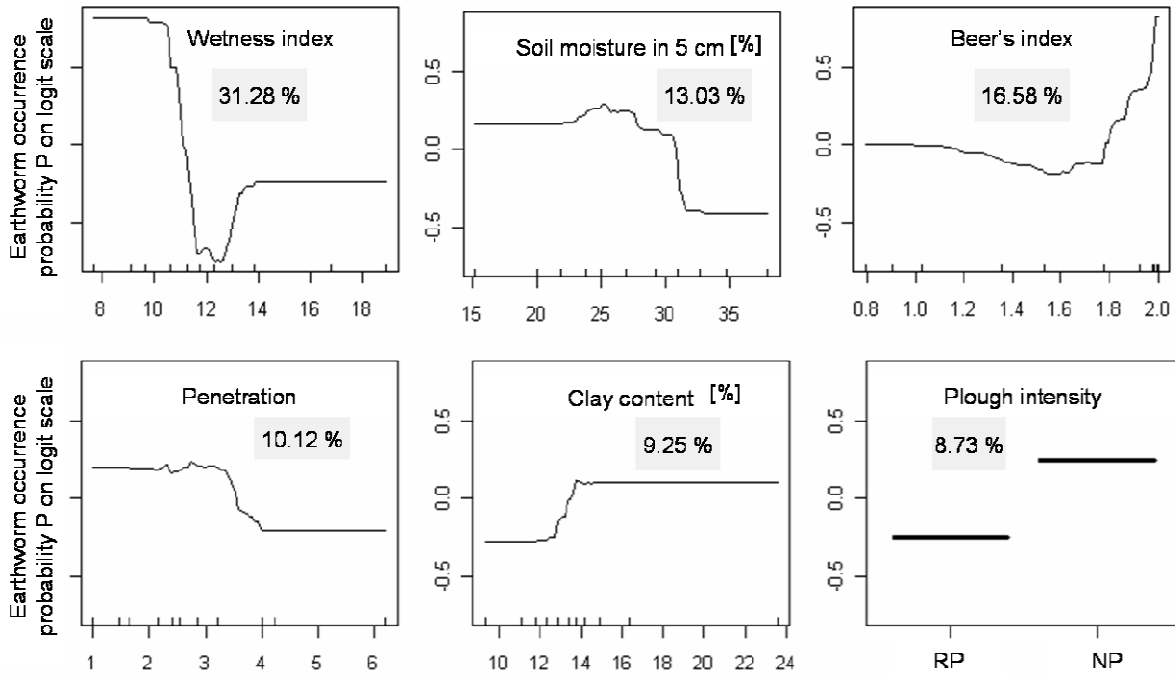 Earthworm occurrence
probability P on logit scale
Wetness index
31.28 %
8 10 12 14 16 18
Soil moisture in 5 cm [%]
13.03 %
0.5
0.0
-0.5
15 20 25 30 35
Beer's index
16.58 %
0.5
0.0
-0.5
0.8 1.0 1.2 1.4 1.6 1.8 2.0
Earthworm occurrence
probability P on logit scale
Penetration
10.12 %
1 2 3 4 5 6
Clay content [%]
9.25 %
0.5
0.0
-0.5
10 12 14 16 18 20 22 24
Plough intensity
8.73 %
0.5
0.0
-0.5
RP NP